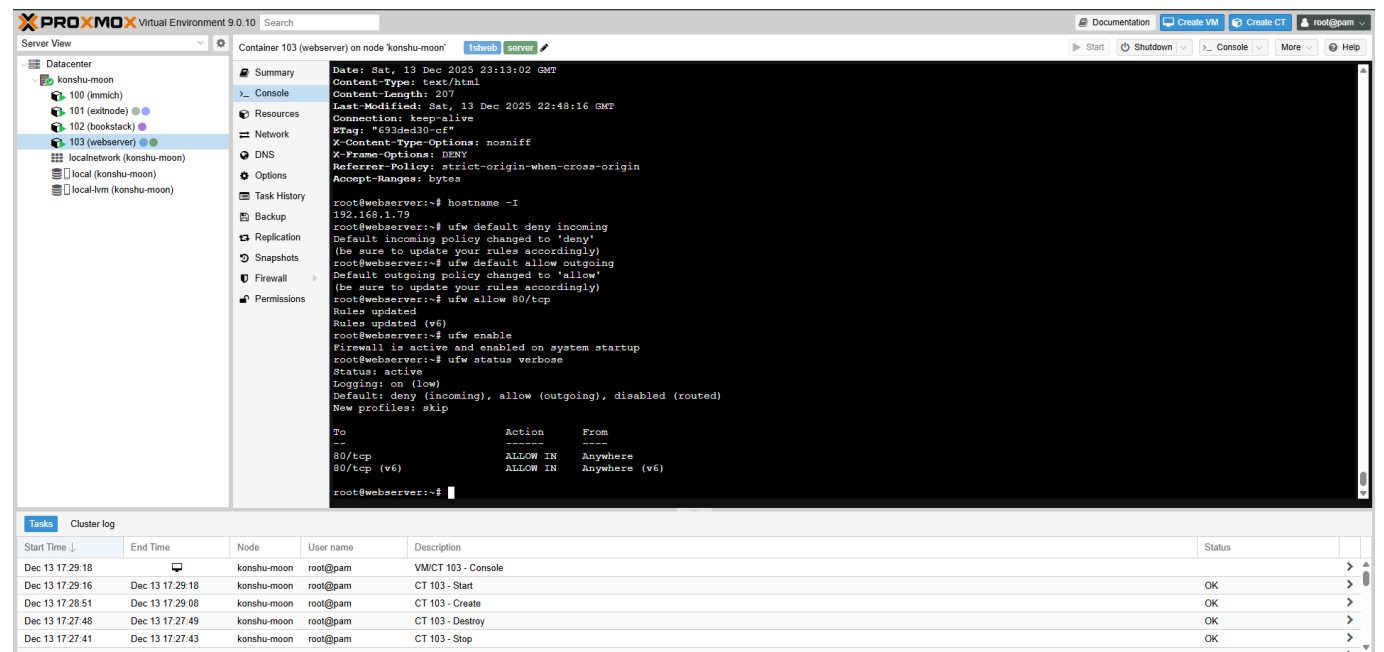 PROXMOX Virtual Environment 9.0.10 Search Documentation Create VM Create CT root@pam
Server View
Datacenter
konshu-moon
100 (immich)
101 (exitnode)
102 (bookstack)
103 (webserver)
localnetwork (konshu-moon)
local (konshu-moon)
local-lvm (konshu-moon)
Container 103 (webserver) on node 'konshu-moon' 1stweb server Start Shutdown >_ Console More Help
Summary
>_ Console
Resources
Network
DNS
Options
Task History
Backup
Replication
Snapshots
Firewall
Permissions
Date: Sat, 13 Dec 2025 23:13:02 GMT
Content-Type: text/html
Content-Length: 207
Last-Modified: Sat, 13 Dec 2025 22:48:16 GMT
Connection: keep-alive
ETag: "693ded30-cf"
X-Content-Type-Options: nosniff
X-Frame-Options: DENY
Referrer-Policy: strict-origin-when-cross-origin
Accept-Ranges: bytes
root@webserver:~# hostname -I
192.168.1.79
root@webserver:~# ufw default deny incoming
Default incoming policy changed to 'deny'
(be sure to update your rules accordingly)
root@webserver:~# ufw default allow outgoing
Default outgoing policy changed to 'allow'
(be sure to update your rules accordingly)
root@webserver:~# ufw allow 80/tcp
Rules updated
Rules updated (v6)
root@webserver:~# ufw enable
Firewall is active and enabled on system startup
root@webserver:~# ufw status verbose
Status: active
Logging: on (low)
Default: deny (incoming), allow (outgoing), disabled (routed)
New profiles: skip
To Action From
-- ------ ----
80/tcp ALLOW IN Anywhere
80/tcp (v6) ALLOW IN Anywhere (v6)
root@webserver:~#
Tasks Cluster log
Start Time ↓ End Time Node User name Description Status
Dec 13 17:29:18 konshu-moon root@pam VM/CT 103 - Console
Dec 13 17:29:16 Dec 13 17:29:18 konshu-moon root@pam CT 103 - Start OK
Dec 13 17:28:51 Dec 13 17:29:08 konshu-moon root@pam CT 103 - Create OK
Dec 13 17:27:48 Dec 13 17:27:49 konshu-moon root@pam CT 103 - Destroy OK
Dec 13 17:27:41 Dec 13 17:27:43 konshu-moon root@pam CT 103 - Stop OK